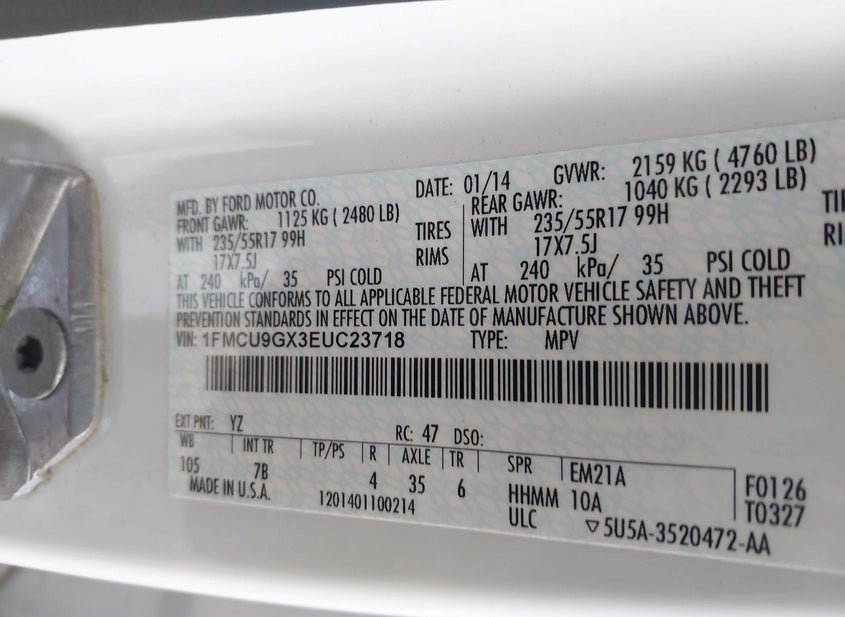 MFD. BY FORD MOTOR CO. DATE: 01/14 GVWR: 2159 KG ( 4760 LB)
FRONT GAWR: 1125 KG ( 2480 LB) REAR GAWR: 1040 KG ( 2293 LB)
WITH 235/55R17 99H TIRES WITH 235/55R17 99H
17X7.5J RIMS 17X7.5J
AT 240 kPa/ 35 PSI COLD AT 240 kPa/ 35 PSI COLD
THIS VEHICLE CONFORMS TO ALL APPLICABLE FEDERAL MOTOR VEHICLE SAFETY AND THEFT
PREVENTION STANDARDS IN EFFECT ON THE DATE OF MANUFACTURE SHOWN ABOVE.
VIN: 1FMCU9GX3EUC23718 TYPE: MPV
EXT PNT: YZ RC: 47 DSO:
WB INT TR TP/PS R AXLE TR SPR EM21A F0126
105 7B 4 35 6 HHMM 10A T0327
MADE IN U.S.A. 1201401100214 ULC ▽5U5A-3520472-AA